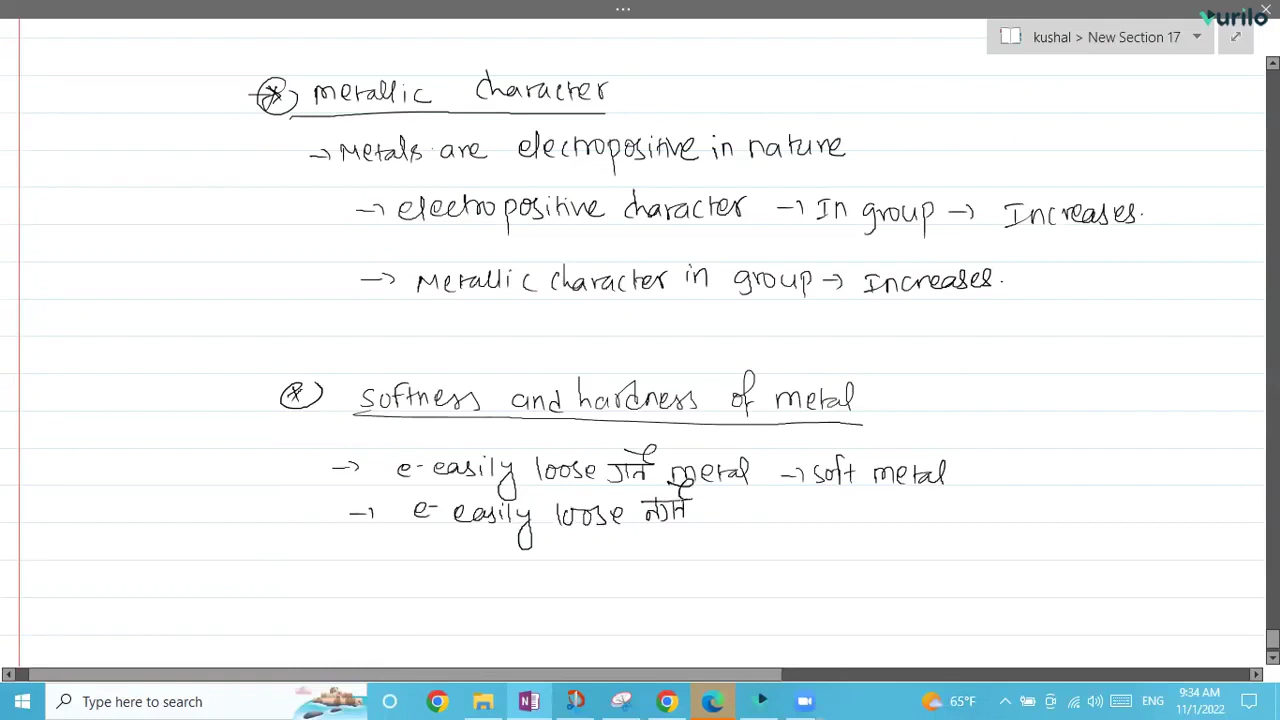 ...
vurilo
kushal > New Section 17
metallic character
→ Metals are electropositive in nature
→ electropositive character → In group → Increases.
→ Metallic character in group → Increases.
softness and hardness of metal
→ e- easily loose गर्ने metal → soft metal
→ e- easily loose नगर्ने
Type here to search
65°F
ENG
9:34 AM
11/1/2022